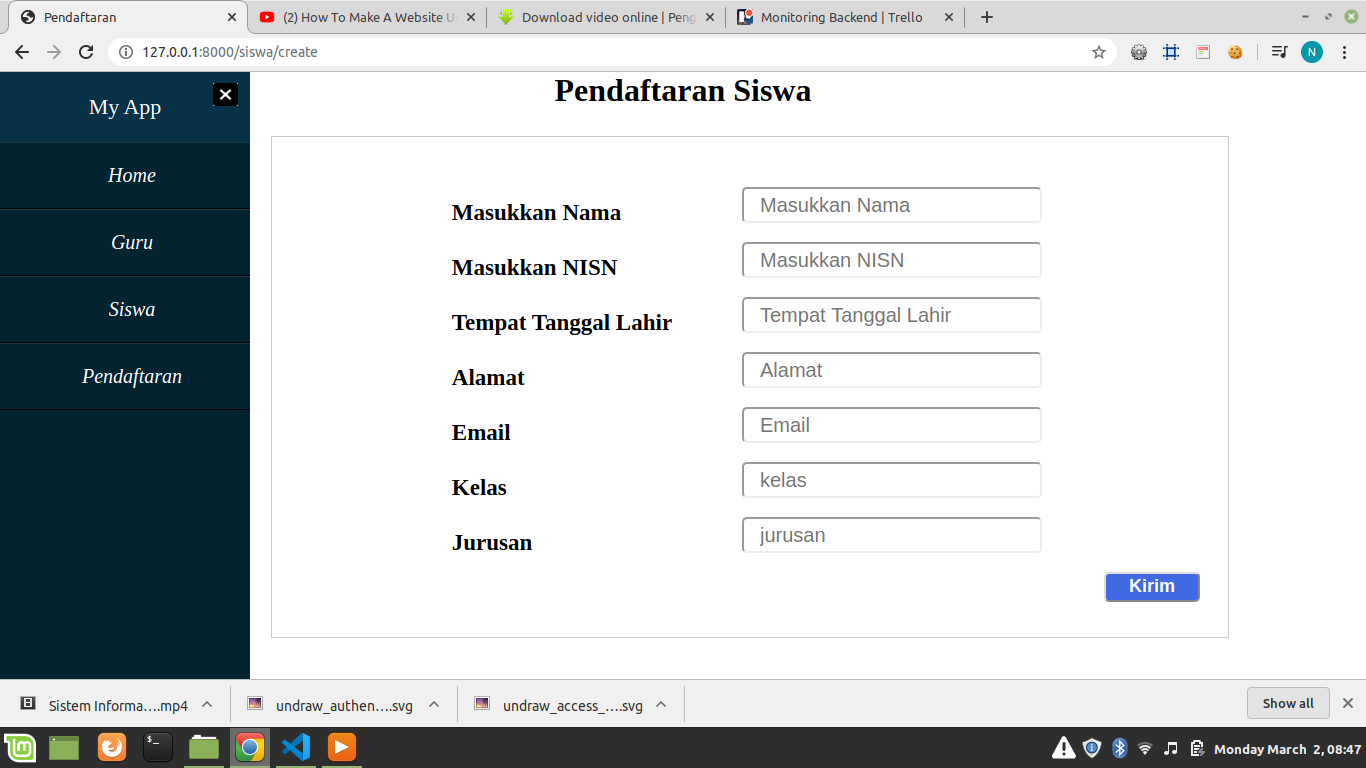 Pendaftaran
(2) How To Make A Website U
Download video online | Peng
Monitoring Backend | Trello
127.0.0.1:8000/siswa/create
N
My App
Home
Guru
Siswa
Pendaftaran
Pendaftaran Siswa
Masukkan Nama Masukkan Nama
Masukkan NISN Masukkan NISN
Tempat Tanggal Lahir Tempat Tanggal Lahir
Alamat Alamat
Email Email
Kelas kelas
Jurusan jurusan
Kirim
Sistem Informa....mp4
undraw_authen....svg
undraw_access_....svg
Show all
Monday March 2, 08:47